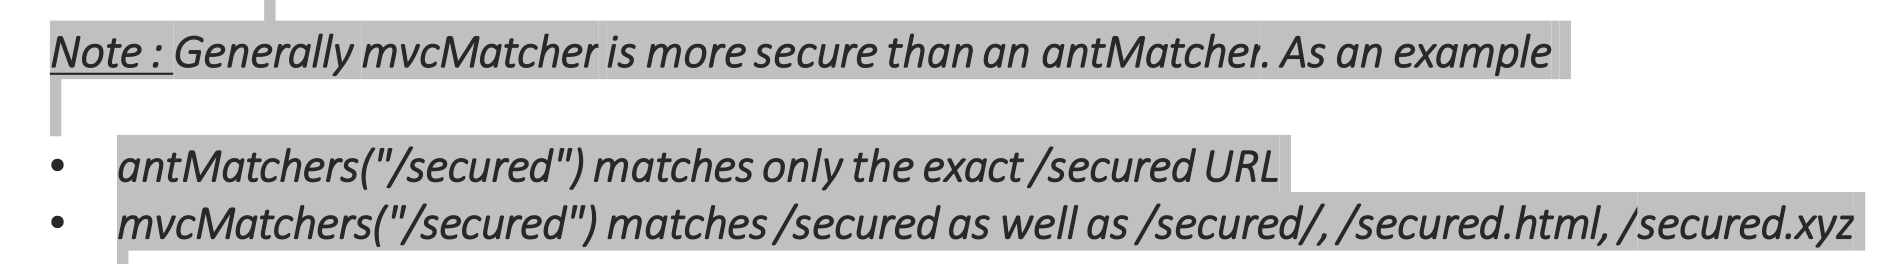 Note : Generally mvcMatcher is more secure than an antMatcher. As an example
• antMatchers("/secured") matches only the exact /secured URL
• mvcMatchers("/secured") matches /secured as well as /secured/, /secured.html, /secured.xyz